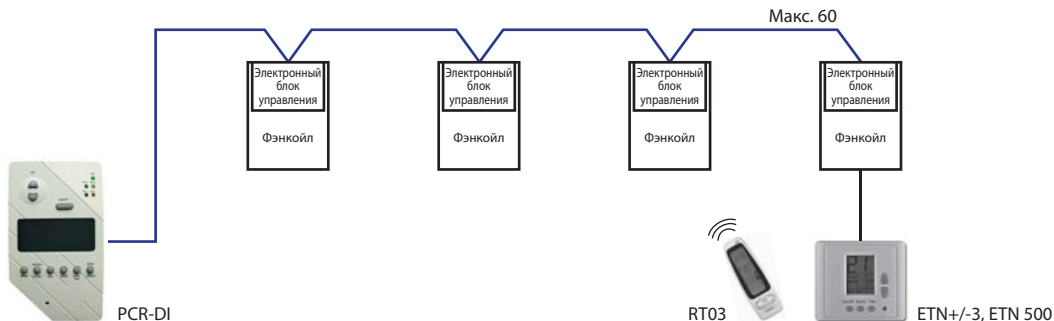 Макс. 60
Электронный
блок
управления
Фэнкойл
Электронный
блок
управления
Фэнкойл
Электронный
блок
управления
Фэнкойл
Электронный
блок
управления
Фэнкойл
PCR-DI
RT03
ETN+/-3, ETN 500